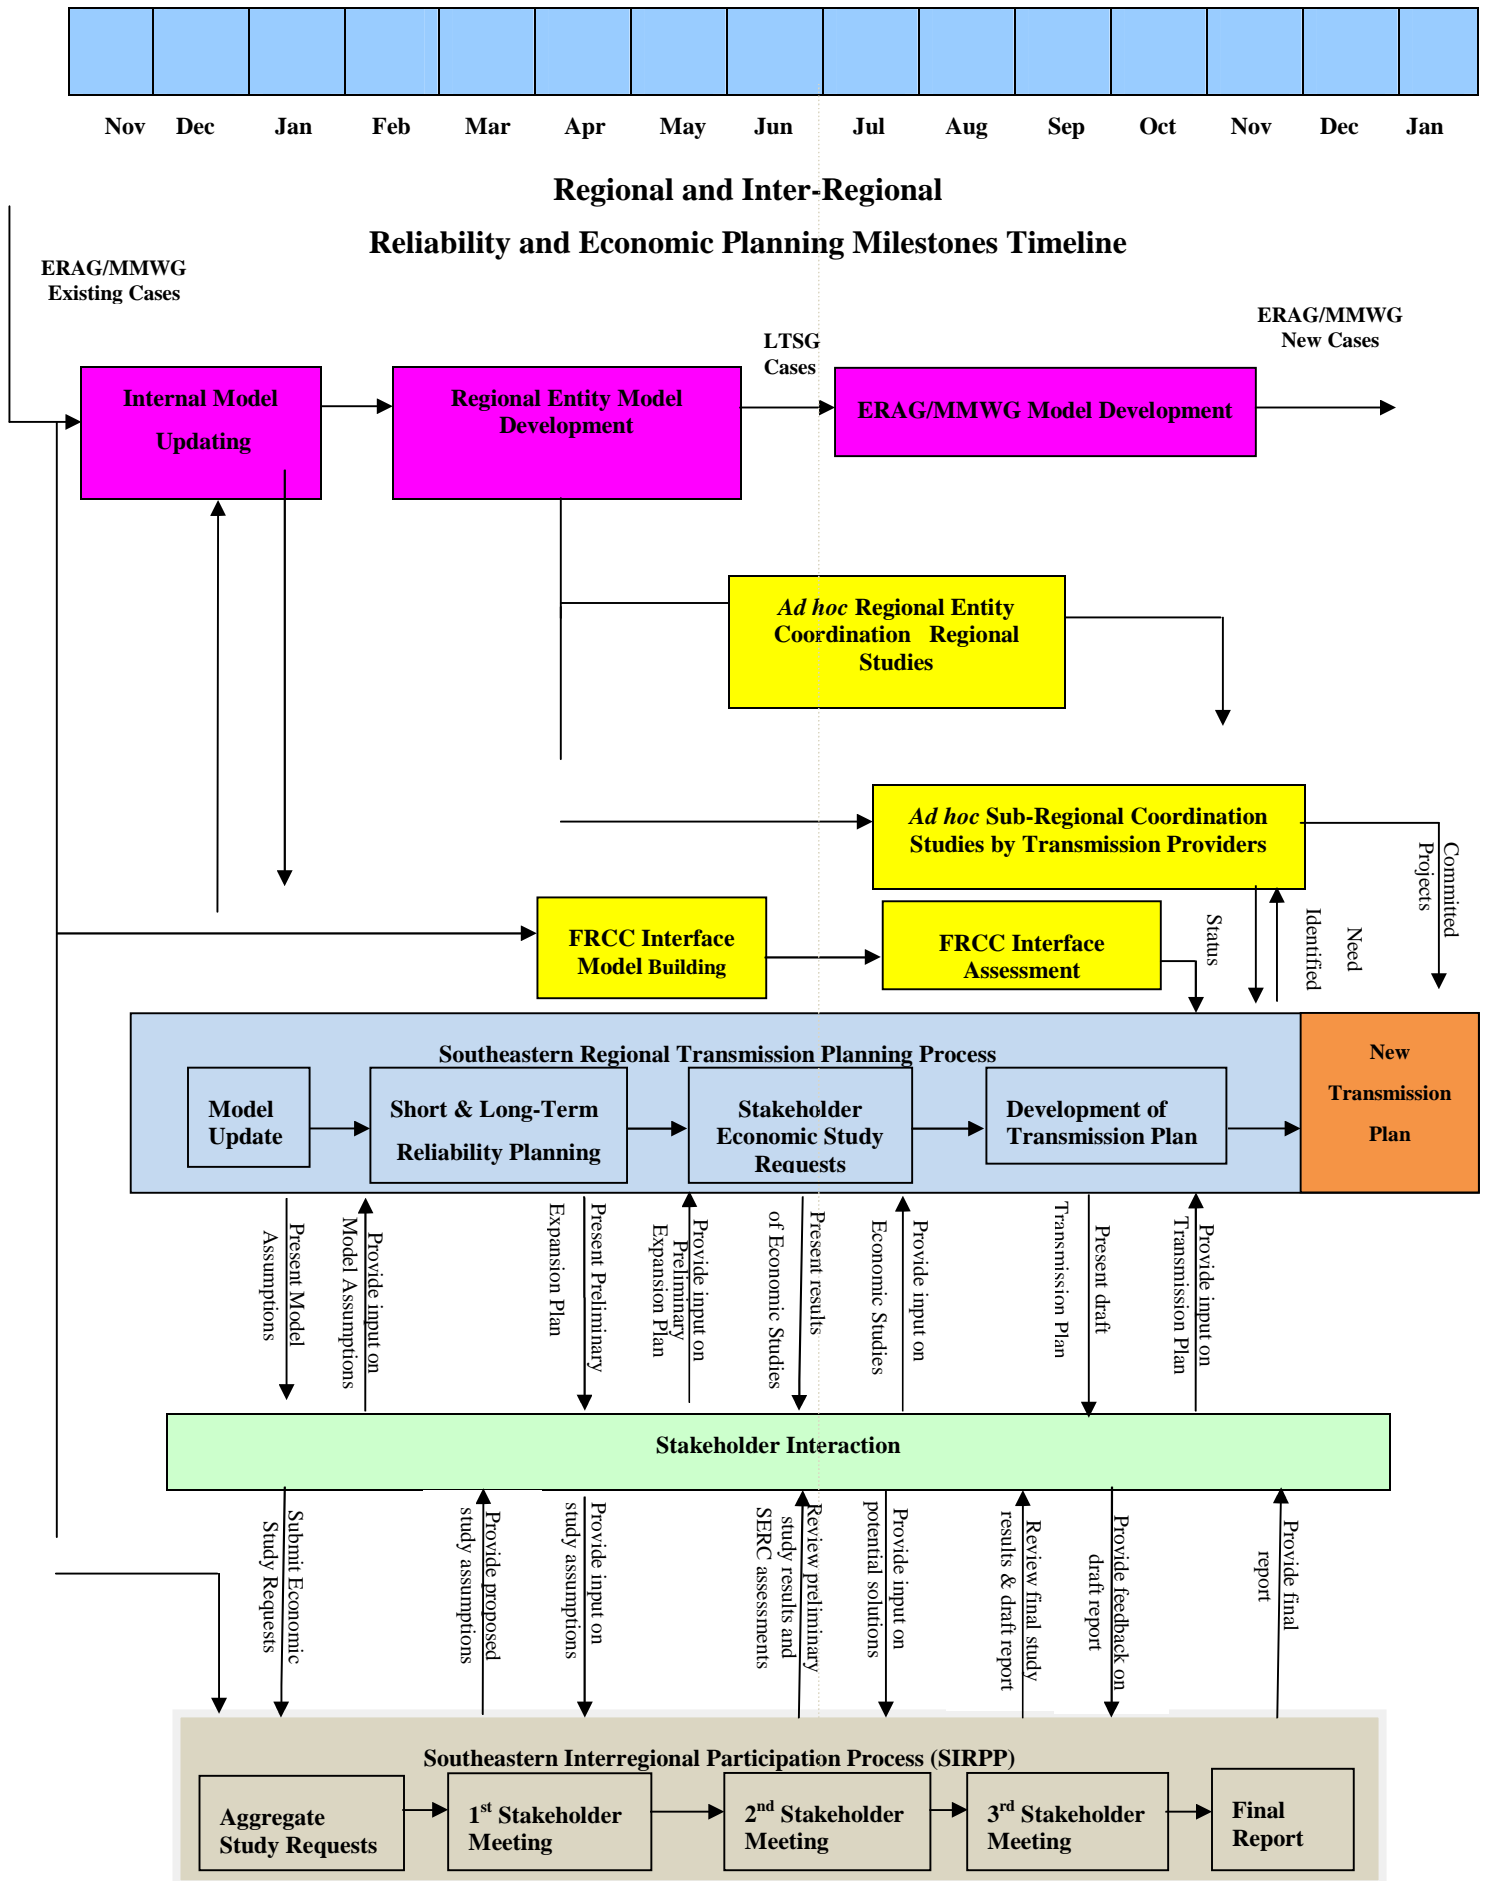 Nov Dec Jan Feb Mar Apr May Jun Jul Aug Sep Oct Nov Dec Jan
Regional and Inter-Regional
Reliability and Economic Planning Milestones Timeline
ERAG/MMWG
Existing Cases
LTSG
Cases
ERAG/MMWG
New Cases
Internal Model
Updating
Regional Entity Model
Development
ERAG/MMWG Model Development
Ad hoc Regional Entity
Coordination Regional
Studies
Ad hoc Sub-Regional Coordination
Studies by Transmission Providers
Committed
Projects
FRCC Interface
Model Building
FRCC Interface
Assessment
Status
Need
Identified
Southeastern Regional Transmission Planning Process
Model
Update
Short & Long-Term
Reliability Planning
Stakeholder
Economic Study
Requests
Development of
Transmission Plan
New
Transmission
Plan
Present Model
Assumptions
Provide input on
Model Assumptions
Present Preliminary
Expansion Plan
Provide input on
Preliminary
Expansion Plan
Present results
of Economic Studies
Provide input on
Economic Studies
Present draft
Transmission Plan
Provide input on
Transmission Plan
Stakeholder Interaction
Submit Economic
Study Requests
Provide proposed
study assumptions
Provide input on
study assumptions
Review preliminary
study results and
SERC assessments
Provide input on
potential solutions
Review final study
results & draft report
Provide feedback on
draft report
Provide final
report
Southeastern Interregional Participation Process (SIRPP)
Aggregate
Study Requests
1st Stakeholder
Meeting
2nd Stakeholder
Meeting
3rd Stakeholder
Meeting
Final
Report